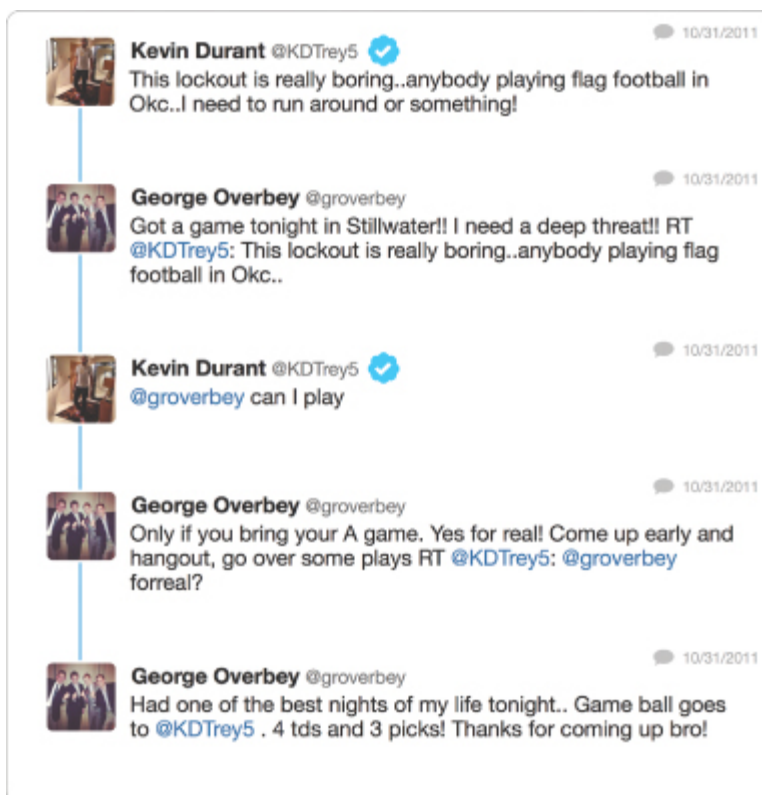 10/31/2011
Kevin Durant @KDTrey5
This lockout is really boring..anybody playing flag football in
Okc..I need to run around or something!
10/31/2011
George Overbey @groverbey
Got a game tonight in Stillwater!! I need a deep threat!! RT
@KDTrey5: This lockout is really boring..anybody playing flag
football in Okc..
10/31/2011
Kevin Durant @KDTrey5
@groverbey can I play
10/31/2011
George Overbey @groverbey
Only if you bring your A game. Yes for real! Come up early and
hangout, go over some plays RT @KDTrey5: @groverbey
forreal?
10/31/2011
George Overbey @groverbey
Had one of the best nights of my life tonight.. Game ball goes
to @KDTrey5 . 4 tds and 3 picks! Thanks for coming up bro!